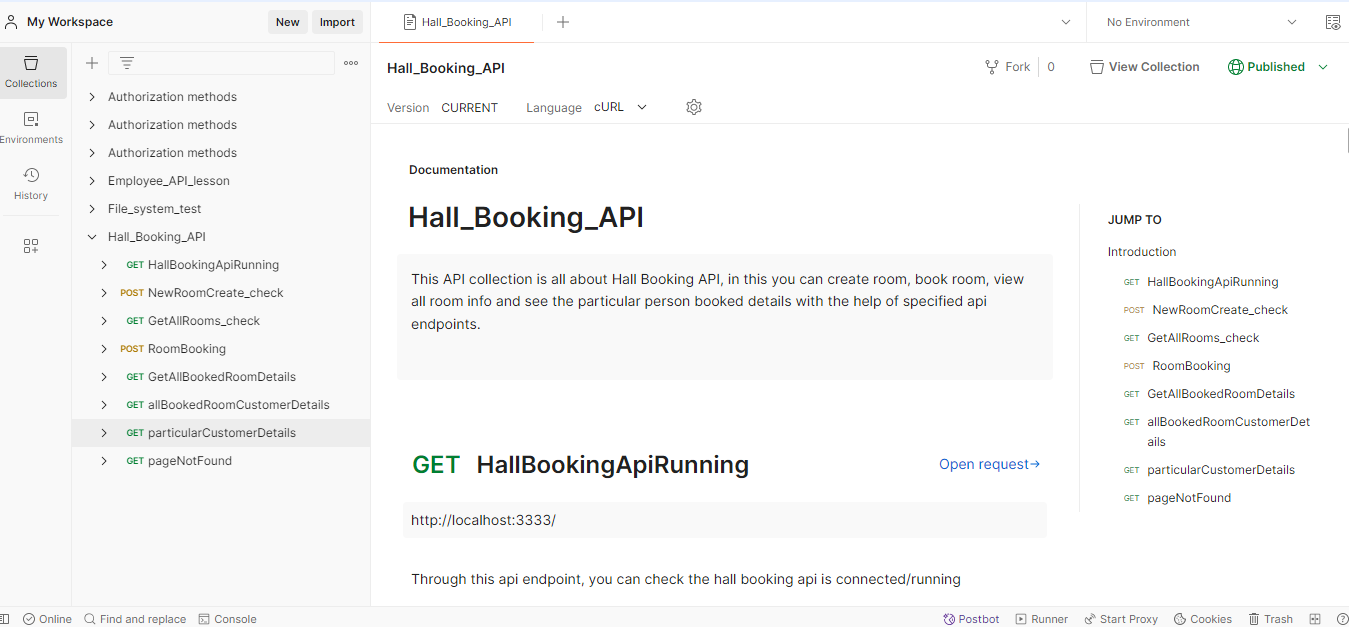 My Workspace
New
Import
Hall_Booking_API
No Environment
Collections
Environments
History
Authorization methods
Authorization methods
Authorization methods
Employee_API_lesson
File_system_test
Hall_Booking_API
GET HallBookingApiRunning
POST NewRoomCreate_check
GET GetAllRooms_check
POST RoomBooking
GET GetAllBookedRoomDetails
GET allBookedRoomCustomerDetails
GET particularCustomerDetails
GET pageNotFound
Hall_Booking_API
Fork 0
View Collection
Published
Version CURRENT Language cURL
Documentation
Hall_Booking_API
This API collection is all about Hall Booking API, in this you can create room, book room, view
all room info and see the particular person booked details with the help of specified api
endpoints.
GET HallBookingApiRunning
Open request→
http://localhost:3333/
Through this api endpoint, you can check the hall booking api is connected/running
JUMP TO
Introduction
GET HallBookingApiRunning
POST NewRoomCreate_check
GET GetAllRooms_check
POST RoomBooking
GET GetAllBookedRoomDetails
GET allBookedRoomCustomerDet
ails
GET particularCustomerDetails
GET pageNotFound
Online
Find and replace
Console
Postbot
Runner
Start Proxy
Cookies
Trash